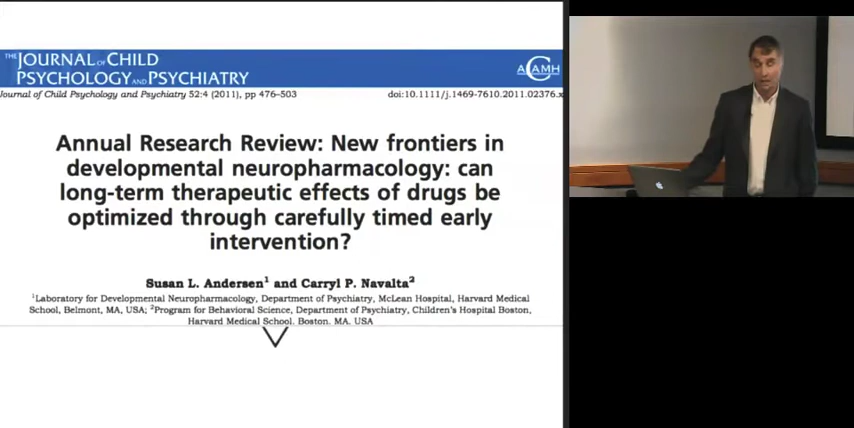 THE JOURNAL OF CHILD
PSYCHOLOGY AND PSYCHIATRY
ACAMH
Journal of Child Psychology and Psychiatry 52:4 (2011), pp 476–503
doi:10.1111/j.1469-7610.2011.02376.x
Annual Research Review: New frontiers in
developmental neuropharmacology: can
long-term therapeutic effects of drugs be
optimized through carefully timed early
intervention?
Susan L. Andersen¹ and Carryl P. Navalta²
¹Laboratory for Developmental Neuropharmacology, Department of Psychiatry, McLean Hospital, Harvard Medical
School, Belmont, MA, USA; ²Program for Behavioral Science, Department of Psychiatry, Children's Hospital Boston,
Harvard Medical School, Boston, MA, USA